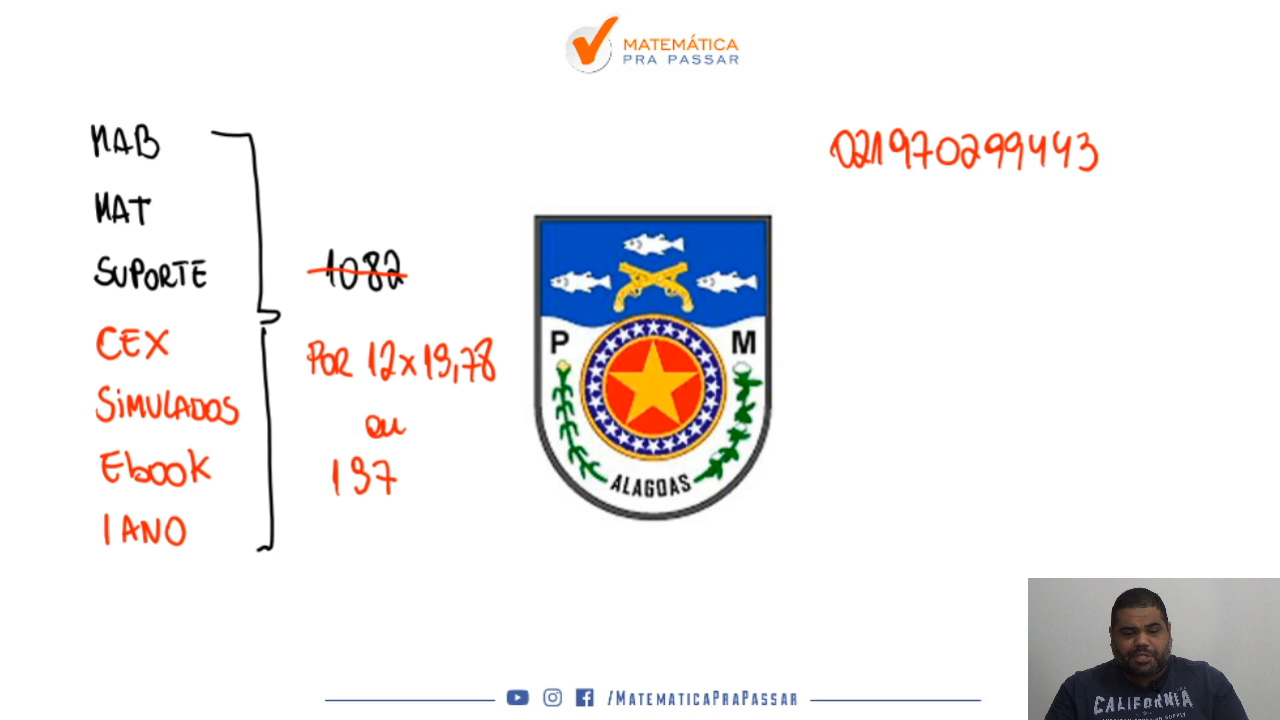 MATEMÁTICA
PRA PASSAR
MAB
MAT
SUPORTE
CEX
SIMULADOS
Ebook
1 ANO
1082
POR 12x19,78
ou
197
021970299443
P M
ALAGOAS
/MATEMATICAPRAPASSAR
CALIFORNIA